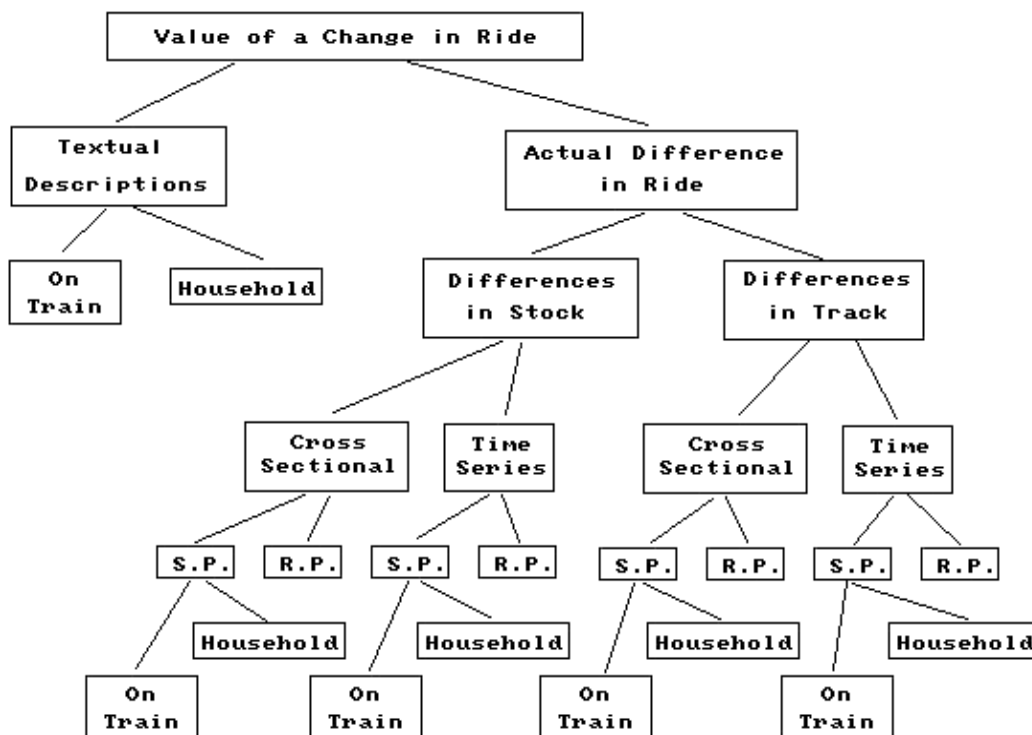 Value of a Change in Ride
Textual
Descriptions
Actual Difference
in Ride
On
Train
Household
Differences
in Stock
Differences
in Track
Cross
Sectional
Time
Series
Cross
Sectional
Time
Series
S.P.
R.P.
S.P.
R.P.
S.P.
R.P.
S.P.
R.P.
Household
Household
Household
Household
On
Train
On
Train
On
Train
On
Train